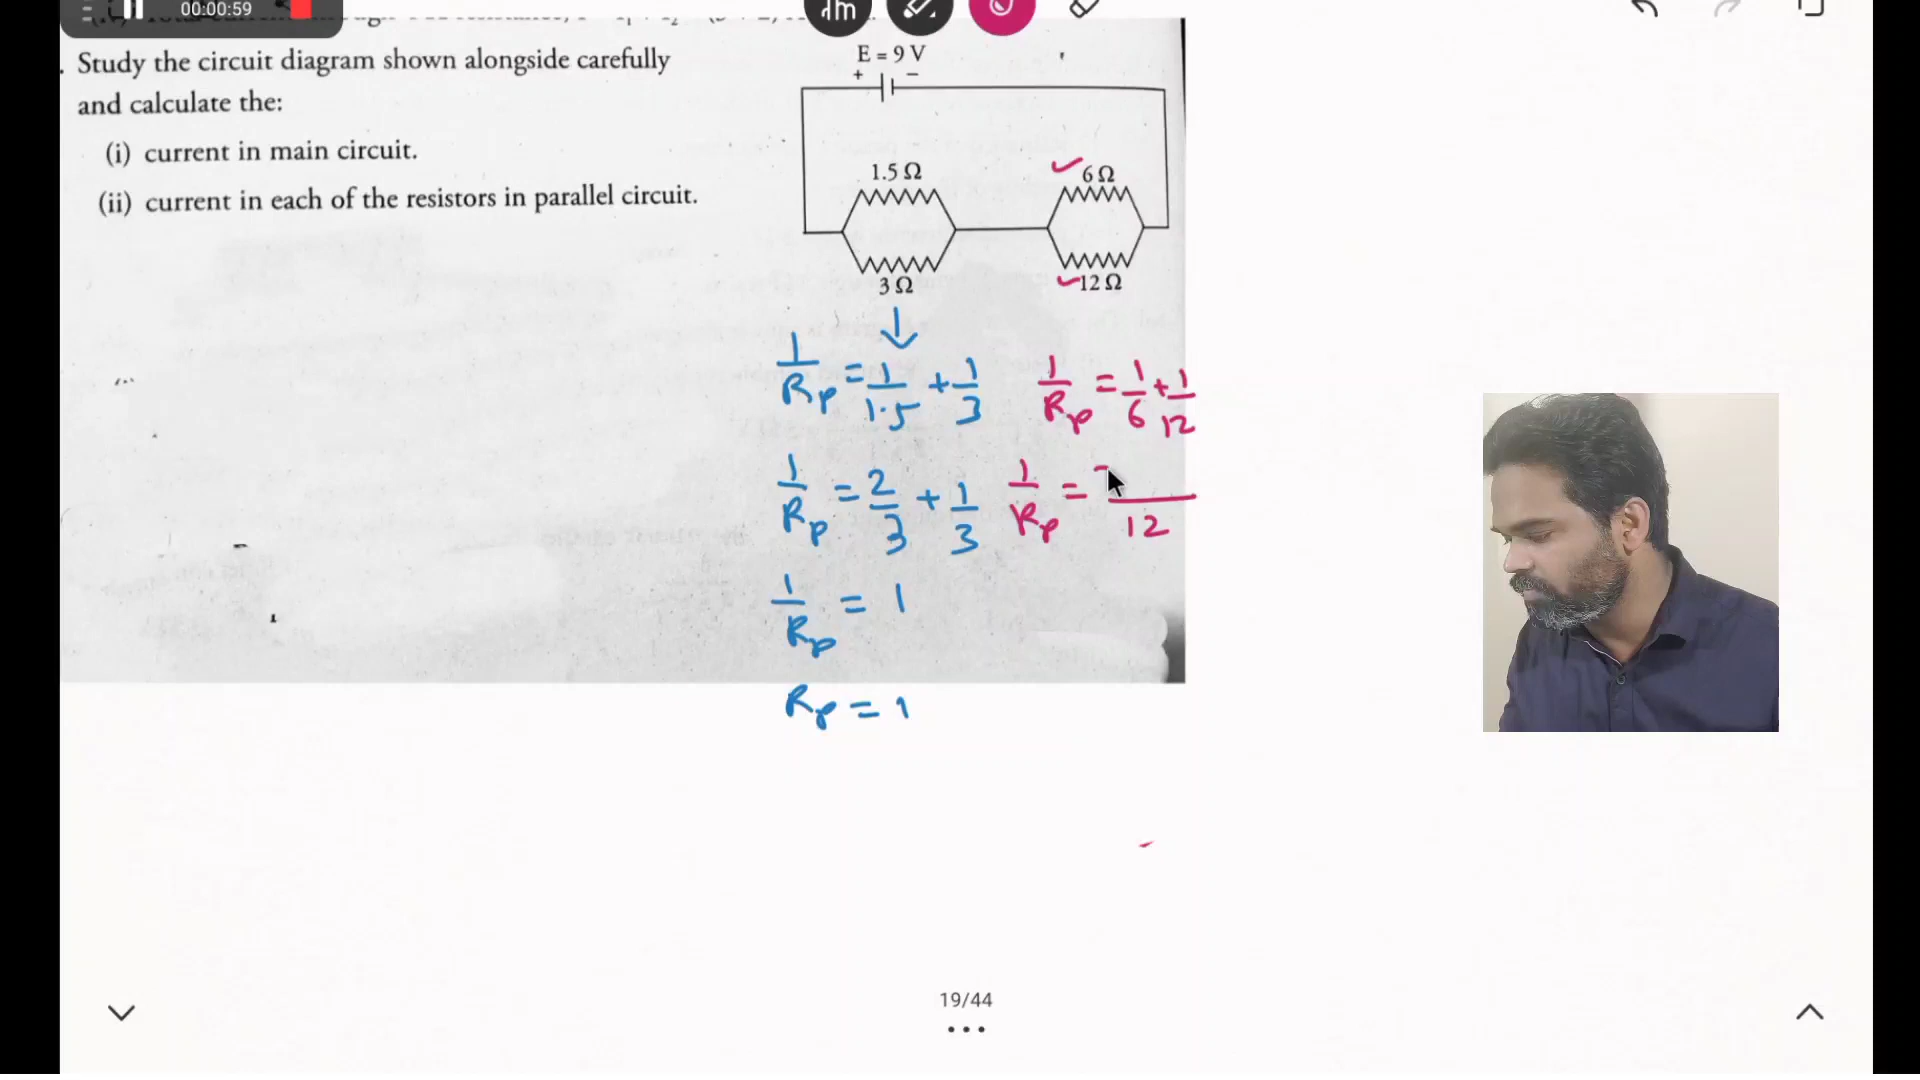 00:00:59
Study the circuit diagram shown alongside carefully
and calculate the:
(i) current in main circuit.
(ii) current in each of the resistors in parallel circuit.
E = 9 V
+ −
1.5 Ω
6 Ω
3 Ω
12 Ω
1/Rp = 1/1.5 + 1/3
1/Rp = 2/3 + 1/3
1/Rp = 1
Rp = 1
1/Rp = 1/6 + 1/12
1/Rp = /12
19/44